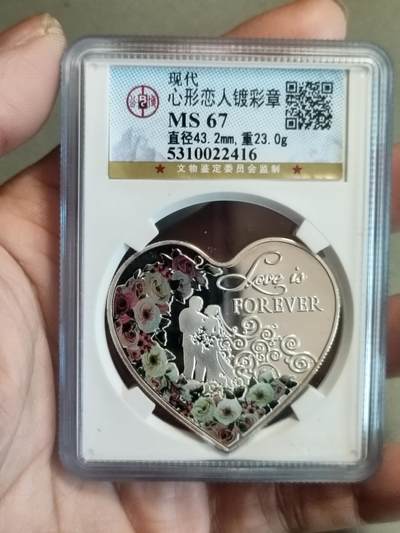 现代
心形恋人镀彩章
MS 67
直径43.2mm,重23.0g
5310022416
★ 文物鉴定委员会监制 ★
Love is
FOREVER